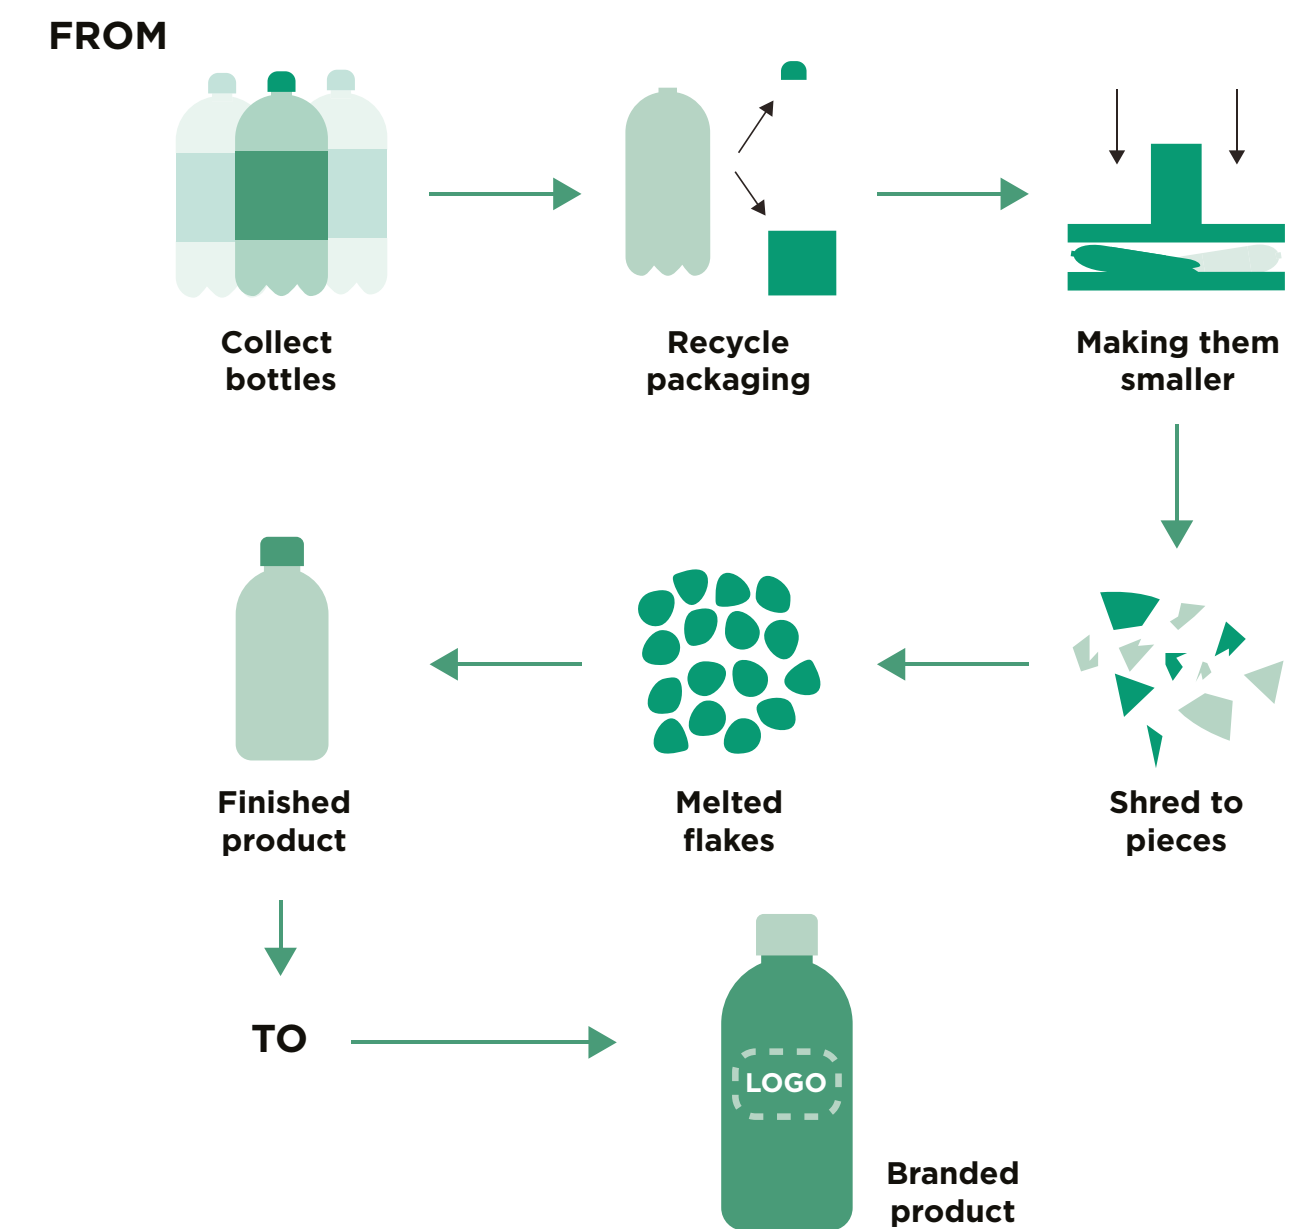 FROM
Collect
bottles
Recycle
packaging
Making them
smaller
Finished
product
Melted
flakes
Shred to
pieces
TO
LOGO
Branded
product